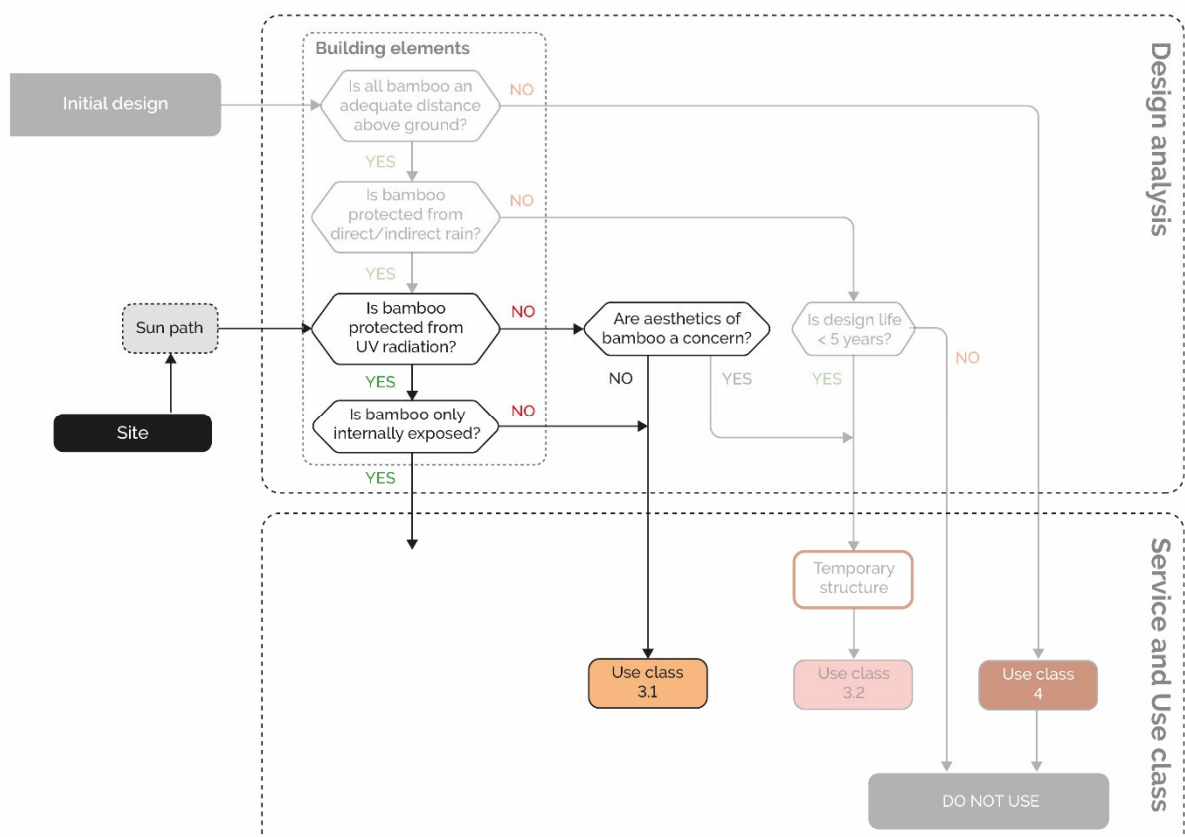 Building elements
Design analysis
Initial design
Is all bamboo an
adequate distance
above ground?
NO
YES
Is bamboo
protected from
direct/indirect rain?
NO
YES
Sun path
Is bamboo
protected from
UV radiation?
NO
Are aesthetics of
bamboo a concern?
Is design life
< 5 years?
NO
YES
NO
YES
YES
Site
Is bamboo only
internally exposed?
NO
YES
Service and Use class
Temporary
structure
Use class
3.1
Use class
3.2
Use class
4
DO NOT USE